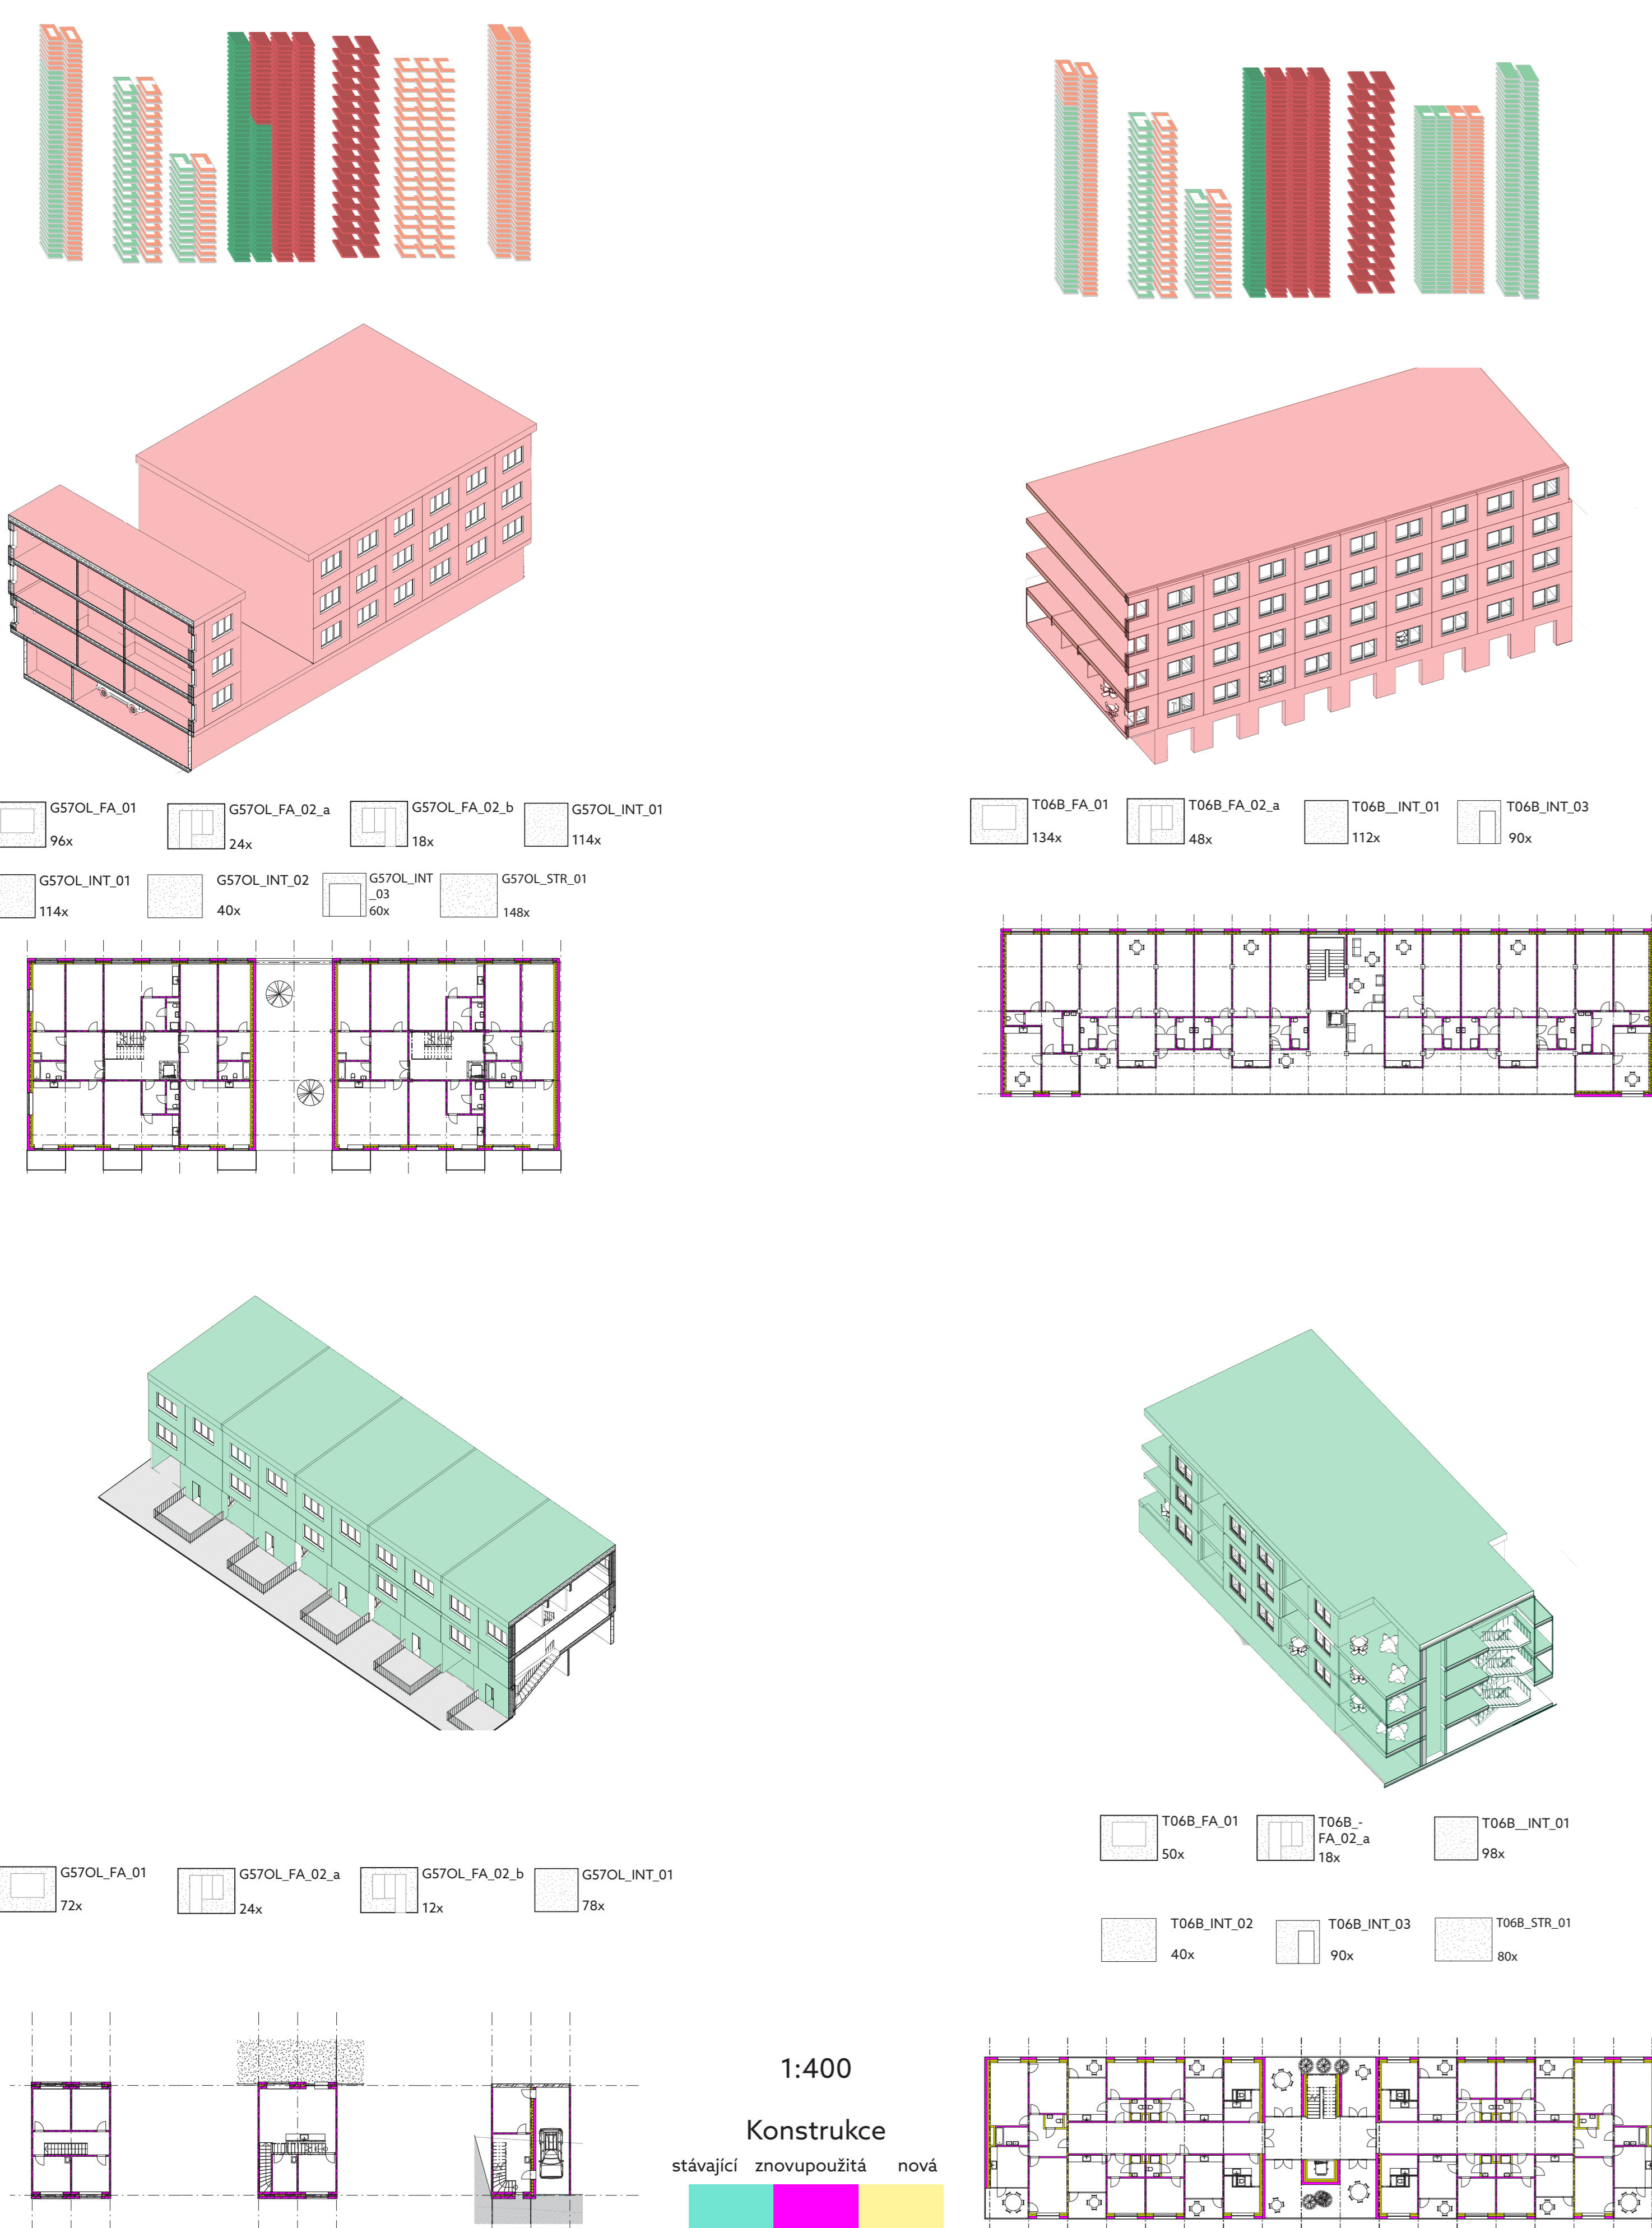 G57OL_FA_01
96x
G57OL_FA_02_a
24x
G57OL_FA_02_b
18x
G57OL_INT_01
114x
G57OL_INT_01
114x
G57OL_INT_02
40x
G57OL_INT
_03
60x
G57OL_STR_01
148x
T06B_FA_01
134x
T06B_FA_02_a
48x
T06B__INT_01
112x
T06B_INT_03
90x
G57OL_FA_01
72x
G57OL_FA_02_a
24x
G57OL_FA_02_b
12x
G57OL_INT_01
78x
T06B_FA_01
50x
T06B_-
FA_02_a
18x
T06B__INT_01
98x
T06B_INT_02
40x
T06B_INT_03
90x
T06B_STR_01
80x
1:400
Konstrukce
stávající znovupoužitá nová